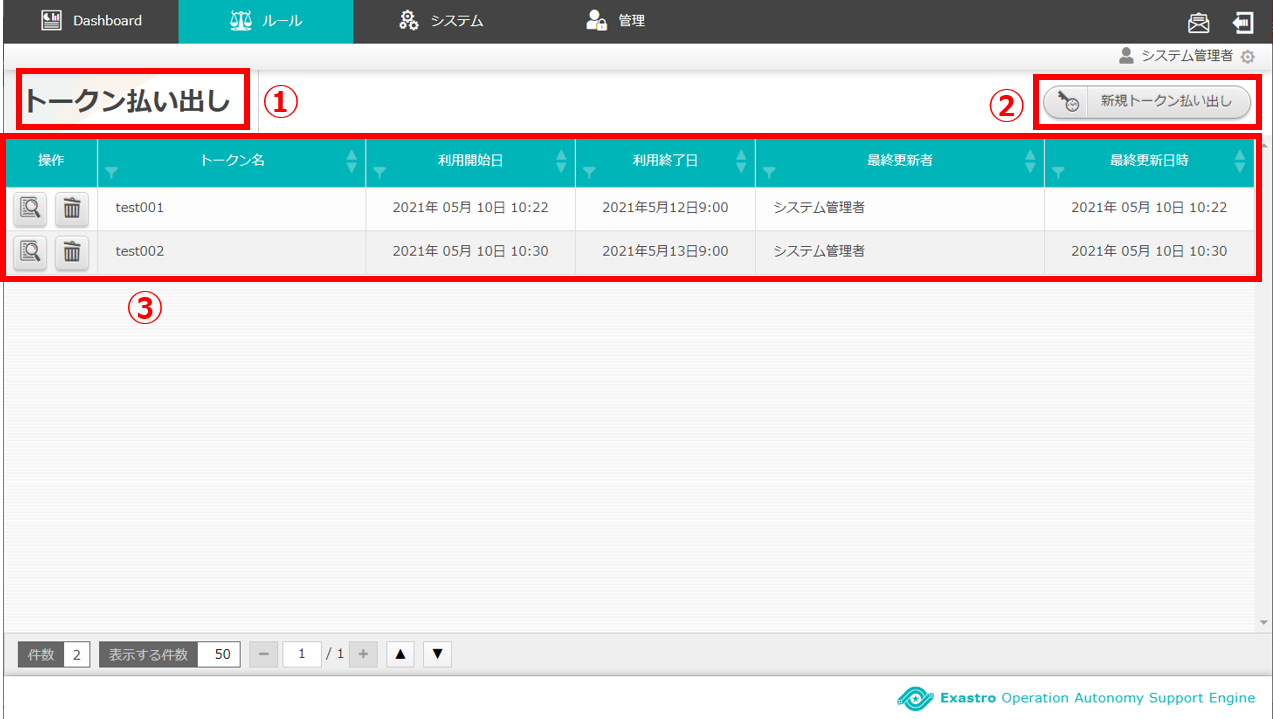 Dashboard ルール システム 管理
システム管理者
トークン払い出し ① ② 新規トークン払い出し
操作 トークン名 利用開始日 利用終了日 最終更新者 最終更新日時
test001 2021年 05月 10日 10:22 2021年5月12日9:00 システム管理者 2021年 05月 10日 10:22
test002 2021年 05月 10日 10:30 2021年5月13日9:00 システム管理者 2021年 05月 10日 10:30
③
件数 2 表示する件数 50 − 1 / 1 + ▲ ▼
Exastro Operation Autonomy Support Engine